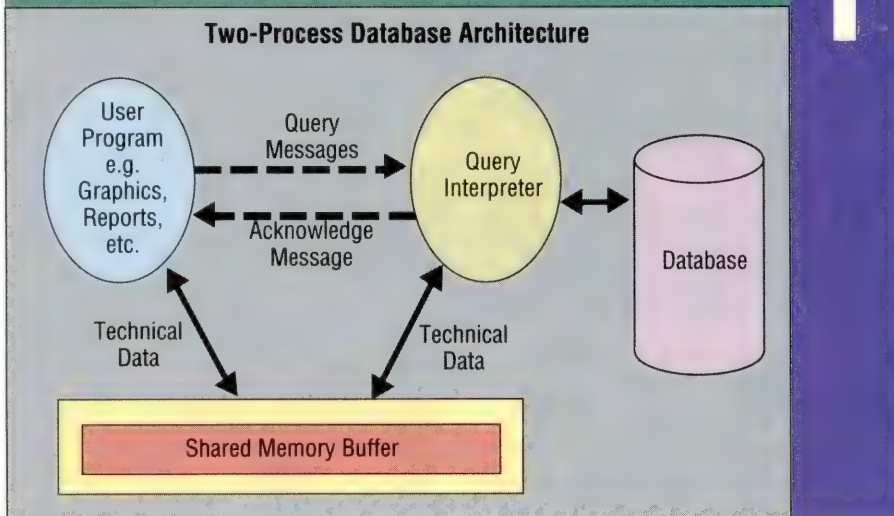 Two-Process Database Architecture
User
Program
e.g.
Graphics,
Reports,
etc.
Query
Messages
Acknowledge
Message
Query
Interpreter
Database
Technical
Data
Technical
Data
Shared Memory Buffer